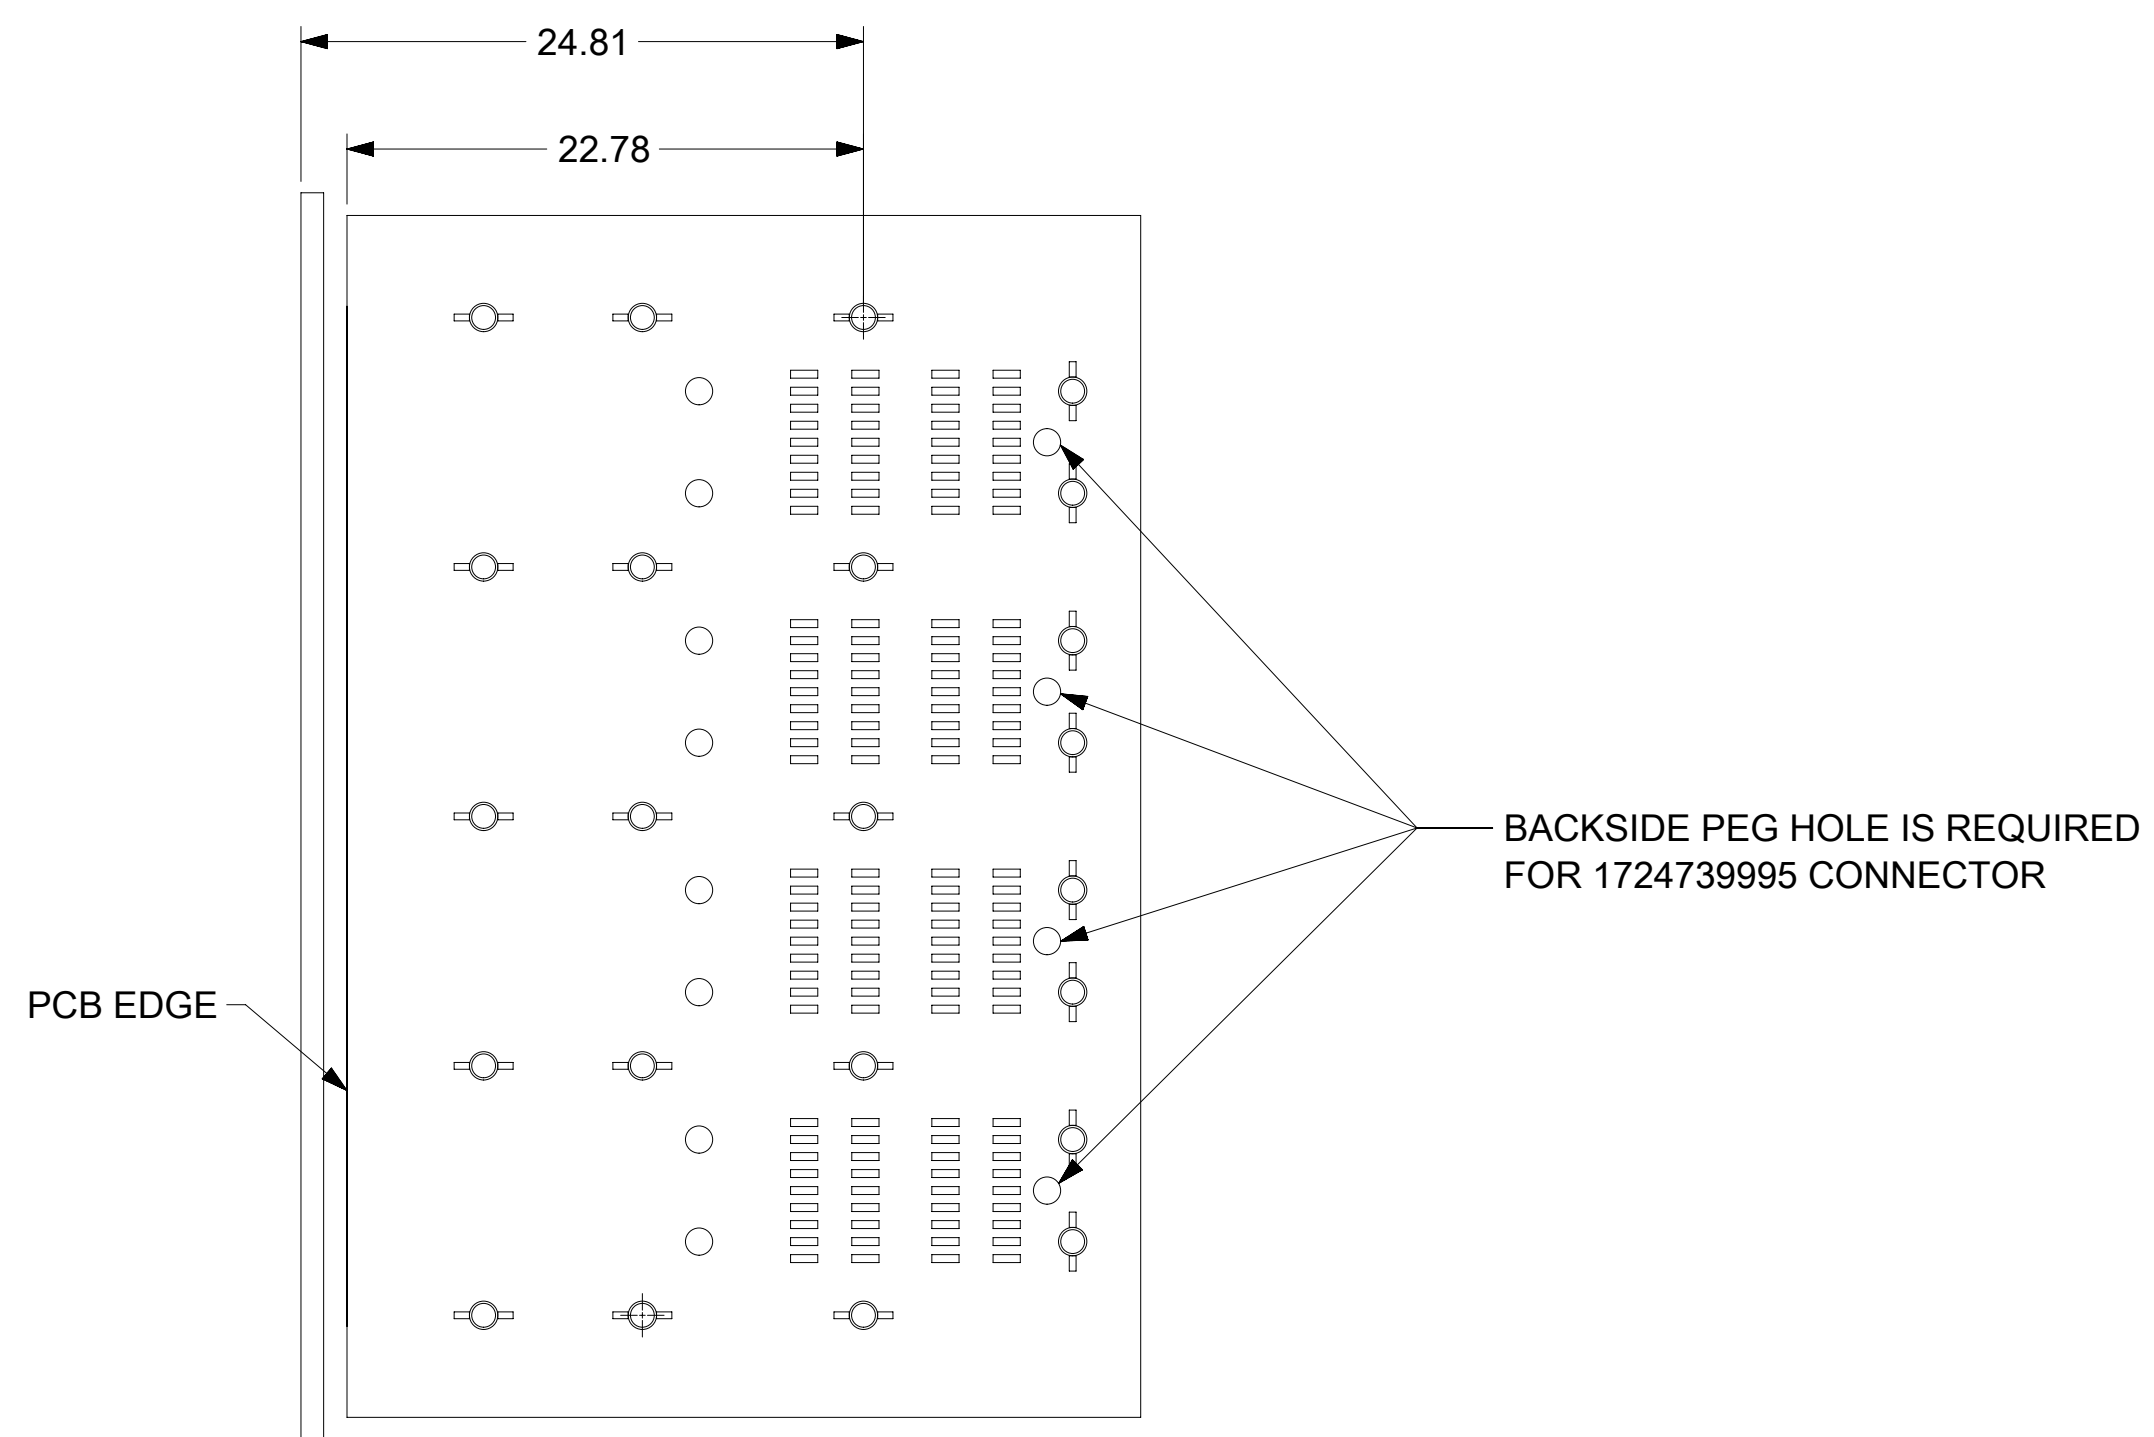 24.81
22.78
BACKSIDE PEG HOLE IS REQUIRED
FOR 1724739995 CONNECTOR
PCB EDGE